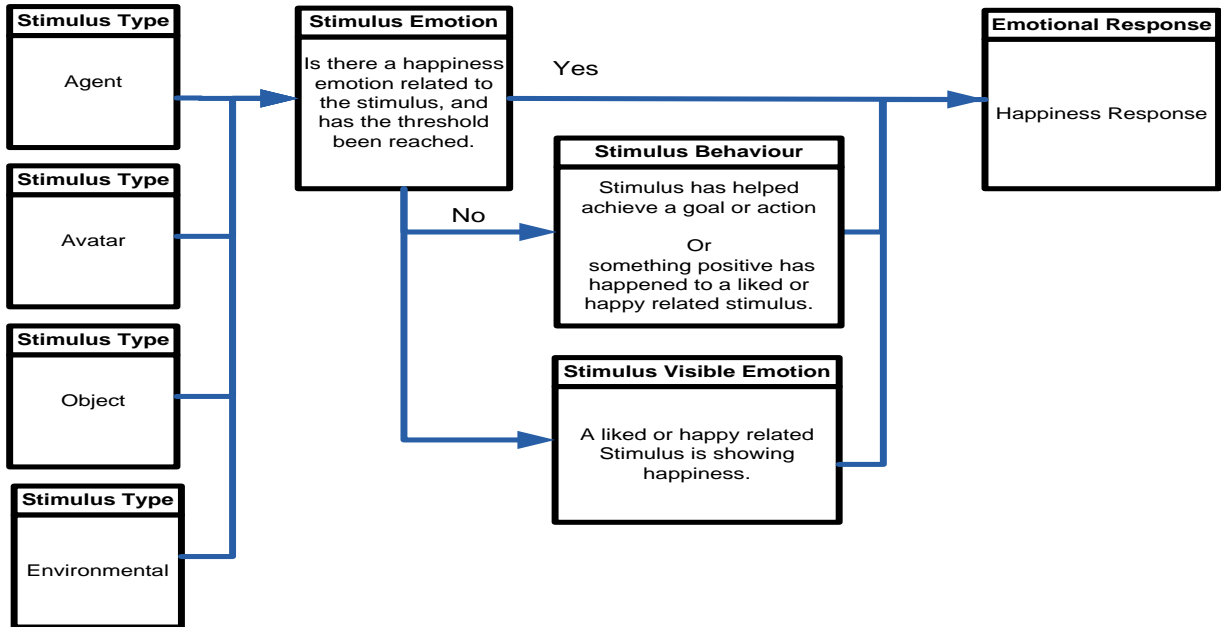 Stimulus Type
Agent
Stimulus Type
Avatar
Stimulus Type
Object
Stimulus Type
Environmental
Stimulus Emotion
Is there a happiness
emotion related to
the stimulus, and
has the threshold
been reached.
Yes
No
Stimulus Behaviour
Stimulus has helped
achieve a goal or action
Or
something positive has
happened to a liked or
happy related stimulus.
Stimulus Visible Emotion
A liked or happy related
Stimulus is showing
happiness.
Emotional Response
Happiness Response